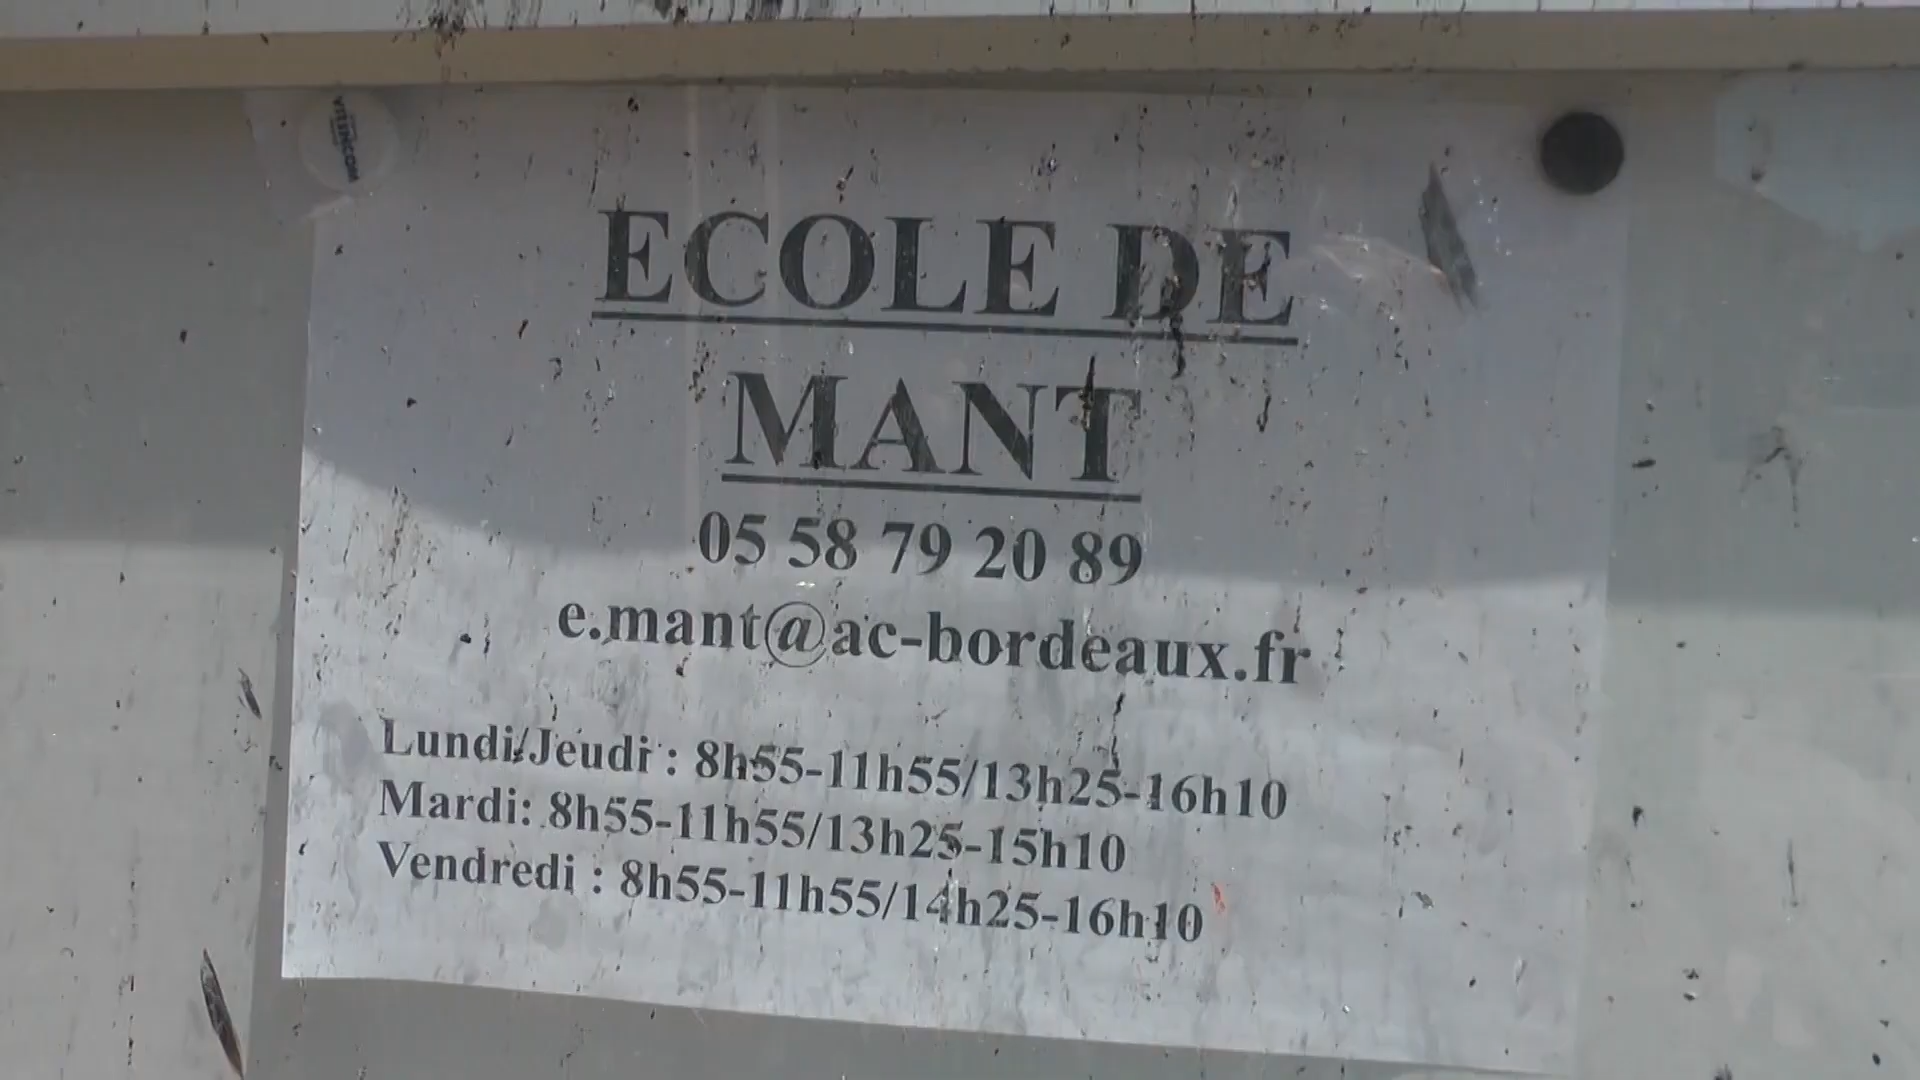 ECOLE DE
MANT
05 58 79 20 89
e.mant@ac-bordeaux.fr
Lundi/Jeudi : 8h55-11h55/13h25-16h10
Mardi: 8h55-11h55/13h25-15h10
Vendredi : 8h55-11h55/14h25-16h10